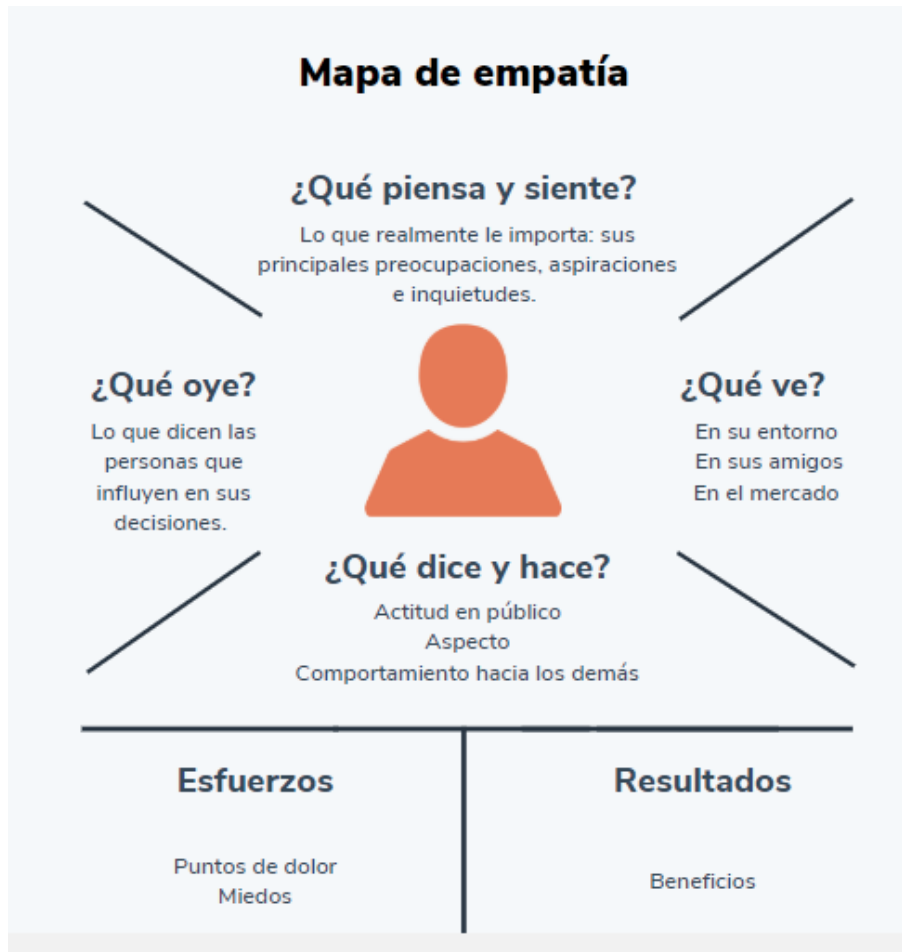 Mapa de empatía
¿Qué piensa y siente?
Lo que realmente le importa: sus
principales preocupaciones, aspiraciones
e inquietudes.
¿Qué oye?
Lo que dicen las
personas que
influyen en sus
decisiones.
¿Qué ve?
En su entorno
En sus amigos
En el mercado
¿Qué dice y hace?
Actitud en público
Aspecto
Comportamiento hacia los demás
Esfuerzos
Puntos de dolor
Miedos
Resultados
Beneficios